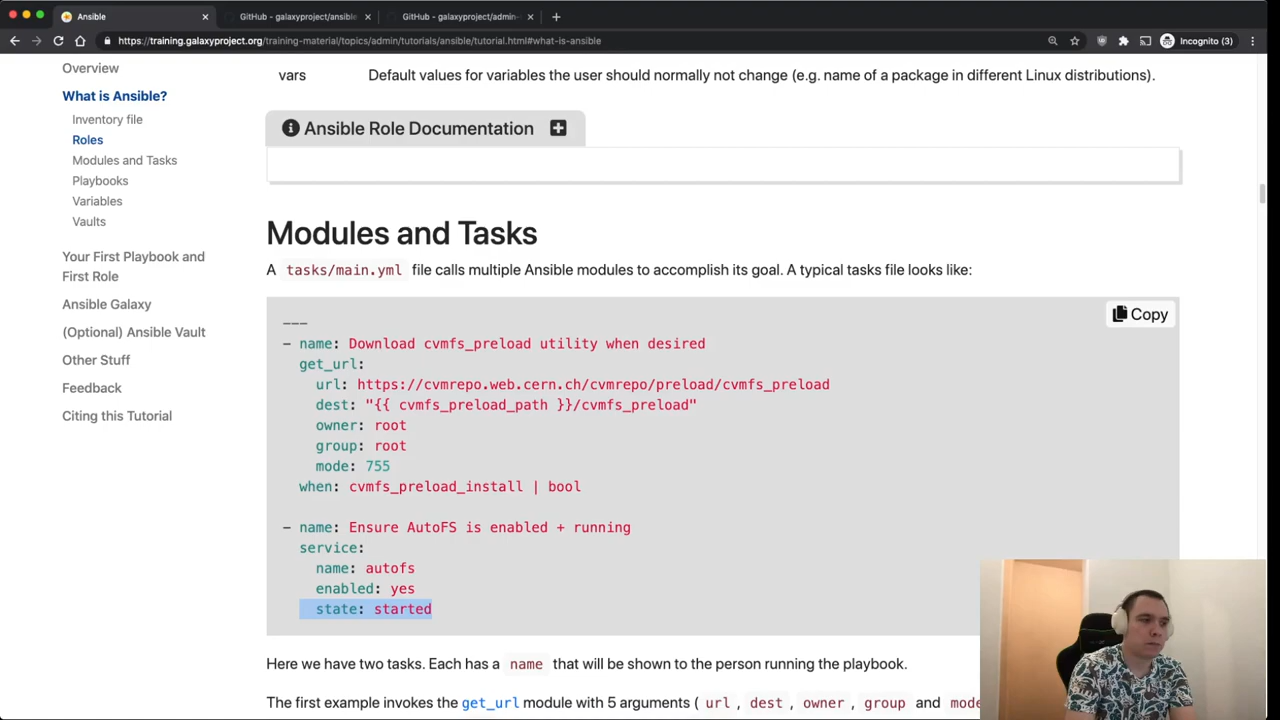 Ansible
GitHub - galaxyproject/ansible
GitHub - galaxyproject/admin
Incognito (3)
https://training.galaxyproject.org/training-material/topics/admin/tutorials/ansible/tutorial.html#what-is-ansible
Overview
What is Ansible?
Inventory file
Roles
Modules and Tasks
Playbooks
Variables
Vaults
Your First Playbook and
First Role
Ansible Galaxy
(Optional) Ansible Vault
Other Stuff
Feedback
Citing this Tutorial
vars Default values for variables the user should normally not change (e.g. name of a package in different Linux distributions).
Ansible Role Documentation
Modules and Tasks
A tasks/main.yml file calls multiple Ansible modules to accomplish its goal. A typical tasks file looks like:
Copy
---
- name: Download cvmfs_preload utility when desired
get_url:
url: https://cvmrepo.web.cern.ch/cvmrepo/preload/cvmfs_preload
dest: "{{ cvmfs_preload_path }}/cvmfs_preload"
owner: root
group: root
mode: 755
when: cvmfs_preload_install | bool
- name: Ensure AutoFS is enabled + running
service:
name: autofs
enabled: yes
state: started
Here we have two tasks. Each has a name that will be shown to the person running the playbook.
The first example invokes the get_url module with 5 arguments ( url , dest , owner , group and mode